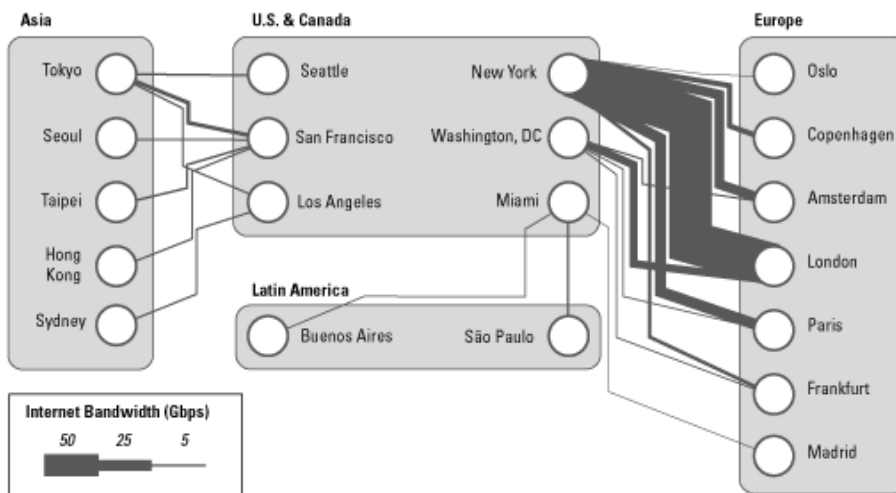 Asia
U.S. & Canada
Europe
Tokyo
Seoul
Taipei
Hong
Kong
Sydney
Seattle
San Francisco
Los Angeles
New York
Washington, DC
Miami
Latin America
Buenos Aires
São Paulo
Oslo
Copenhagen
Amsterdam
London
Paris
Frankfurt
Madrid
Internet Bandwidth (Gbps)
50 25 5